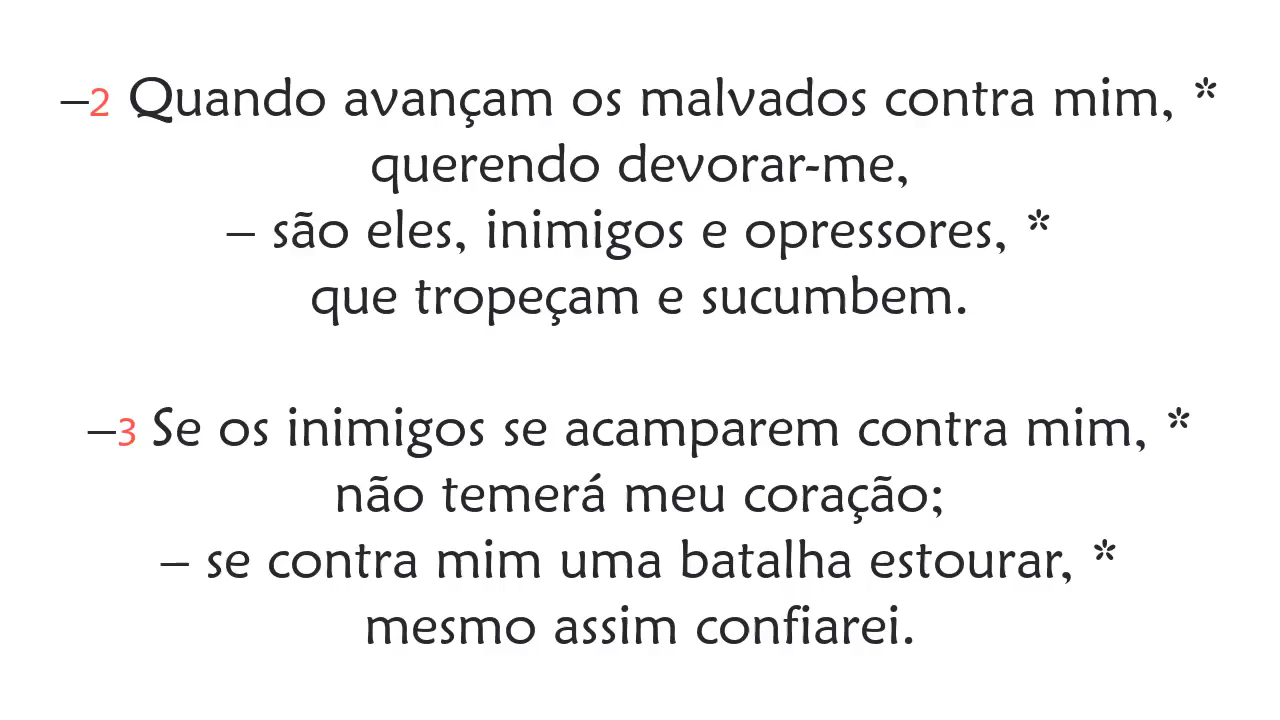 –2 Quando avançam os malvados contra mim, *
querendo devorar-me,
– são eles, inimigos e opressores, *
que tropeçam e sucumbem.
–3 Se os inimigos se acamparem contra mim, *
não temerá meu coração;
– se contra mim uma batalha estourar, *
mesmo assim confiarei.